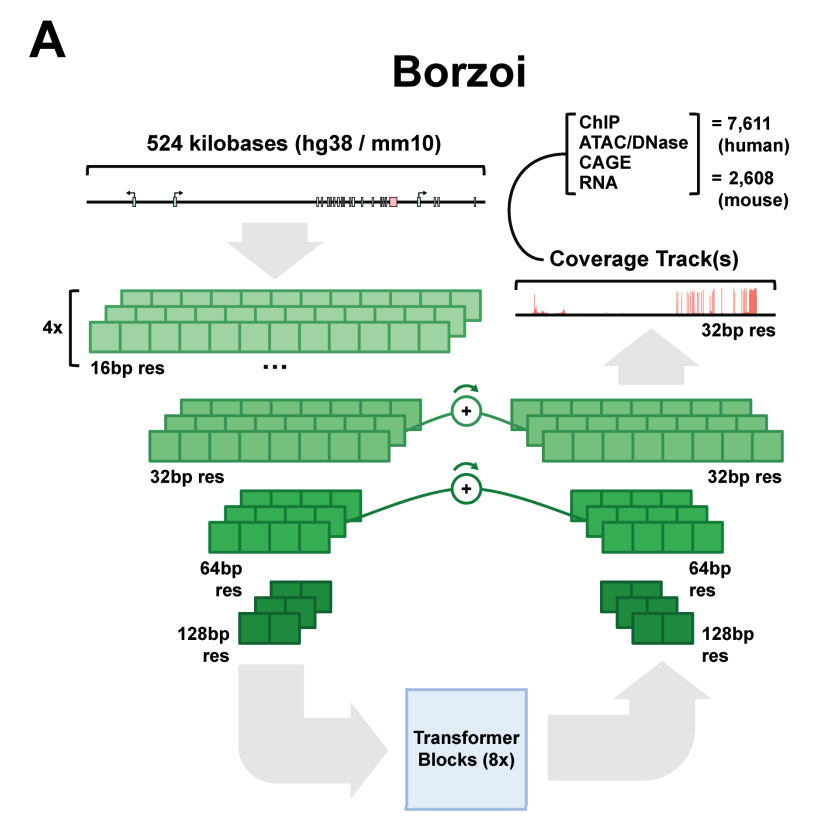 A
Borzoi
524 kilobases (hg38 / mm10)
ChIP
ATAC/DNase
CAGE
RNA
= 7,611
(human)
= 2,608
(mouse)
Coverage Track(s)
32bp res
4x
16bp res
...
+
32bp res
32bp res
+
64bp
res
64bp
res
128bp
res
128bp
res
Transformer
Blocks (8x)